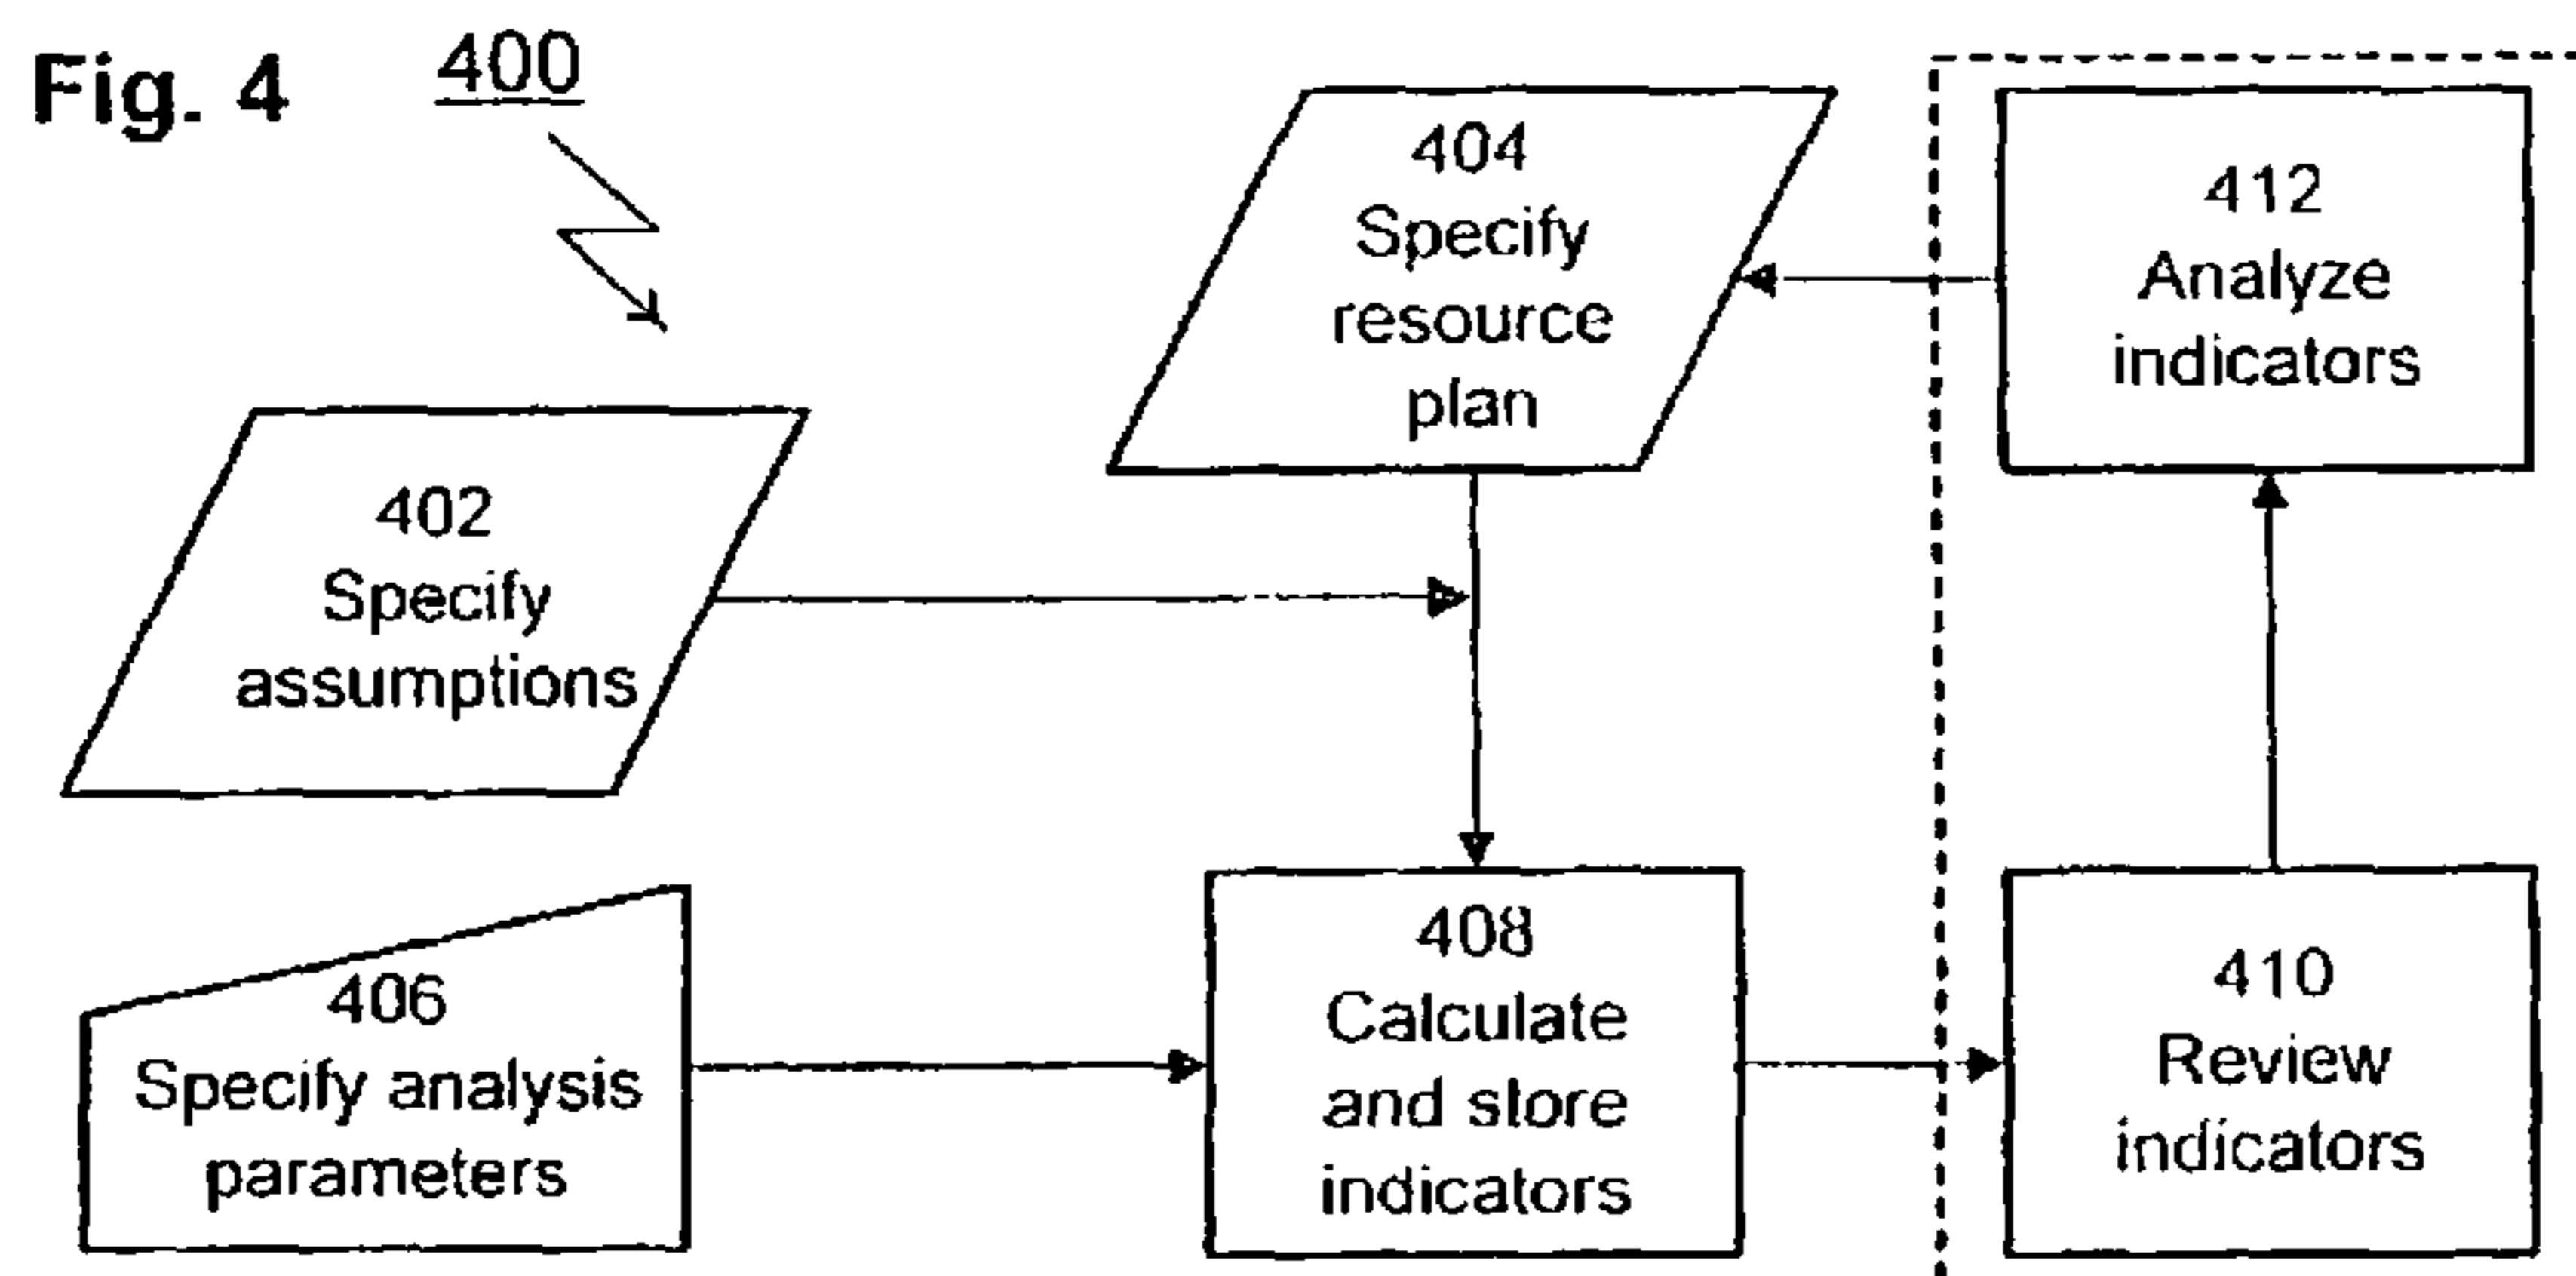 Fig. 4
400
404
Specify
resource
plan
412
Analyze
indicators
402
Specify
assumptions
406
Specify analysis
parameters
408
Calculate
and store
indicators
410
Review
indicators